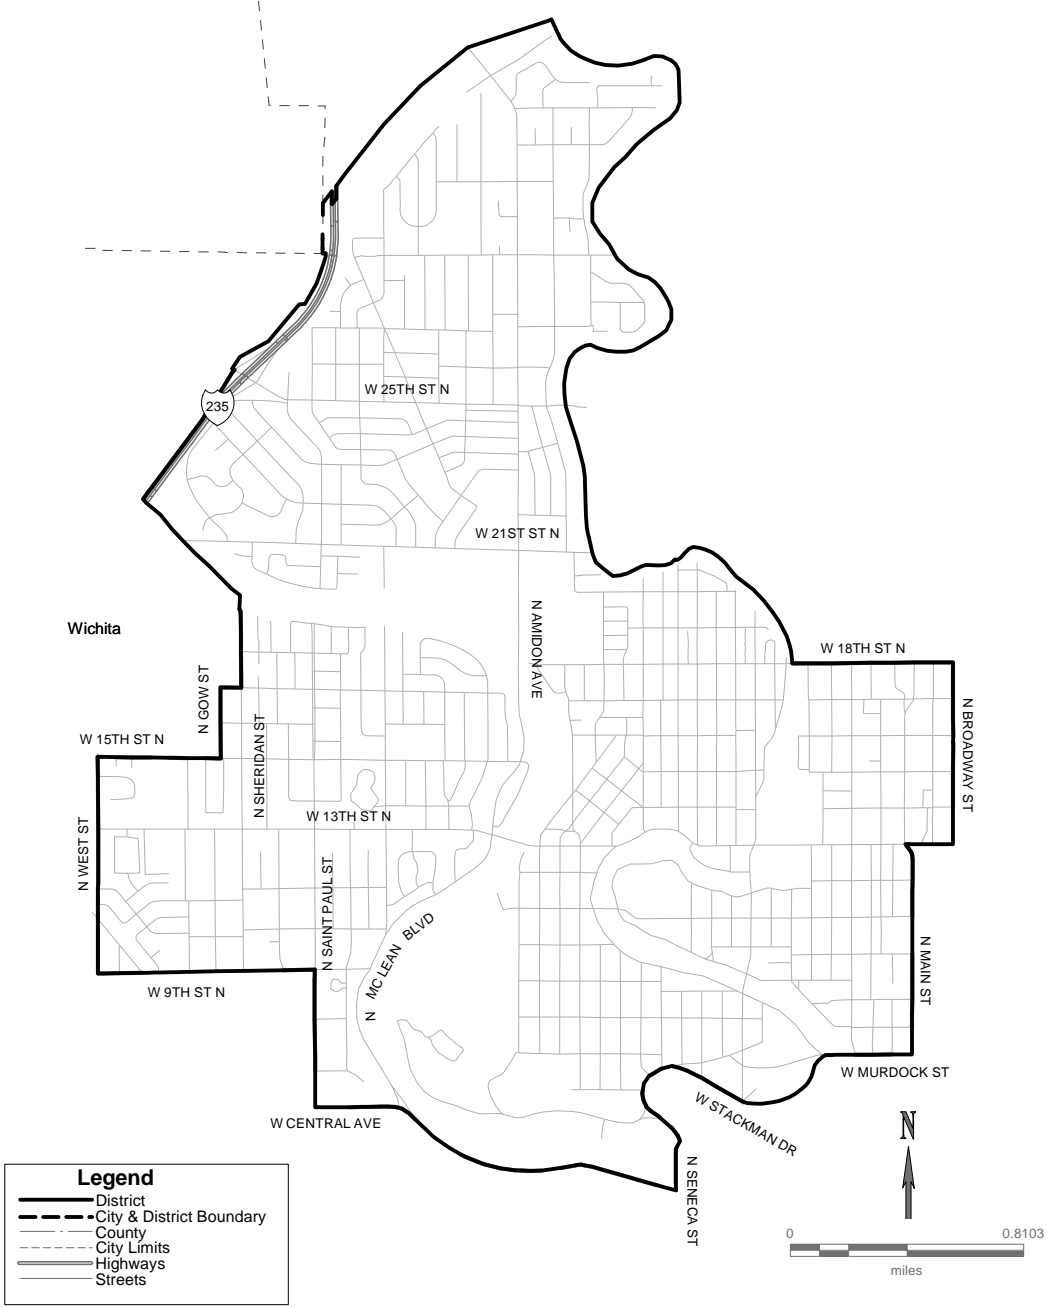 W 25TH ST N
235
W 21ST ST N
Wichita
N AMIDON AVE
W 18TH ST N
N GOW ST
N SHERIDAN ST
N BROADWAY ST
W 15TH ST N
W 13TH ST N
N WEST ST
N SAINT PAUL ST
N MC LEAN BLVD
N MAIN ST
W 9TH ST N
W MURDOCK ST
W STACKMAN DR
W CENTRAL AVE
N SENECA ST
N
Legend
District
City & District Boundary
County
City Limits
Highways
Streets
0 0.8103
miles